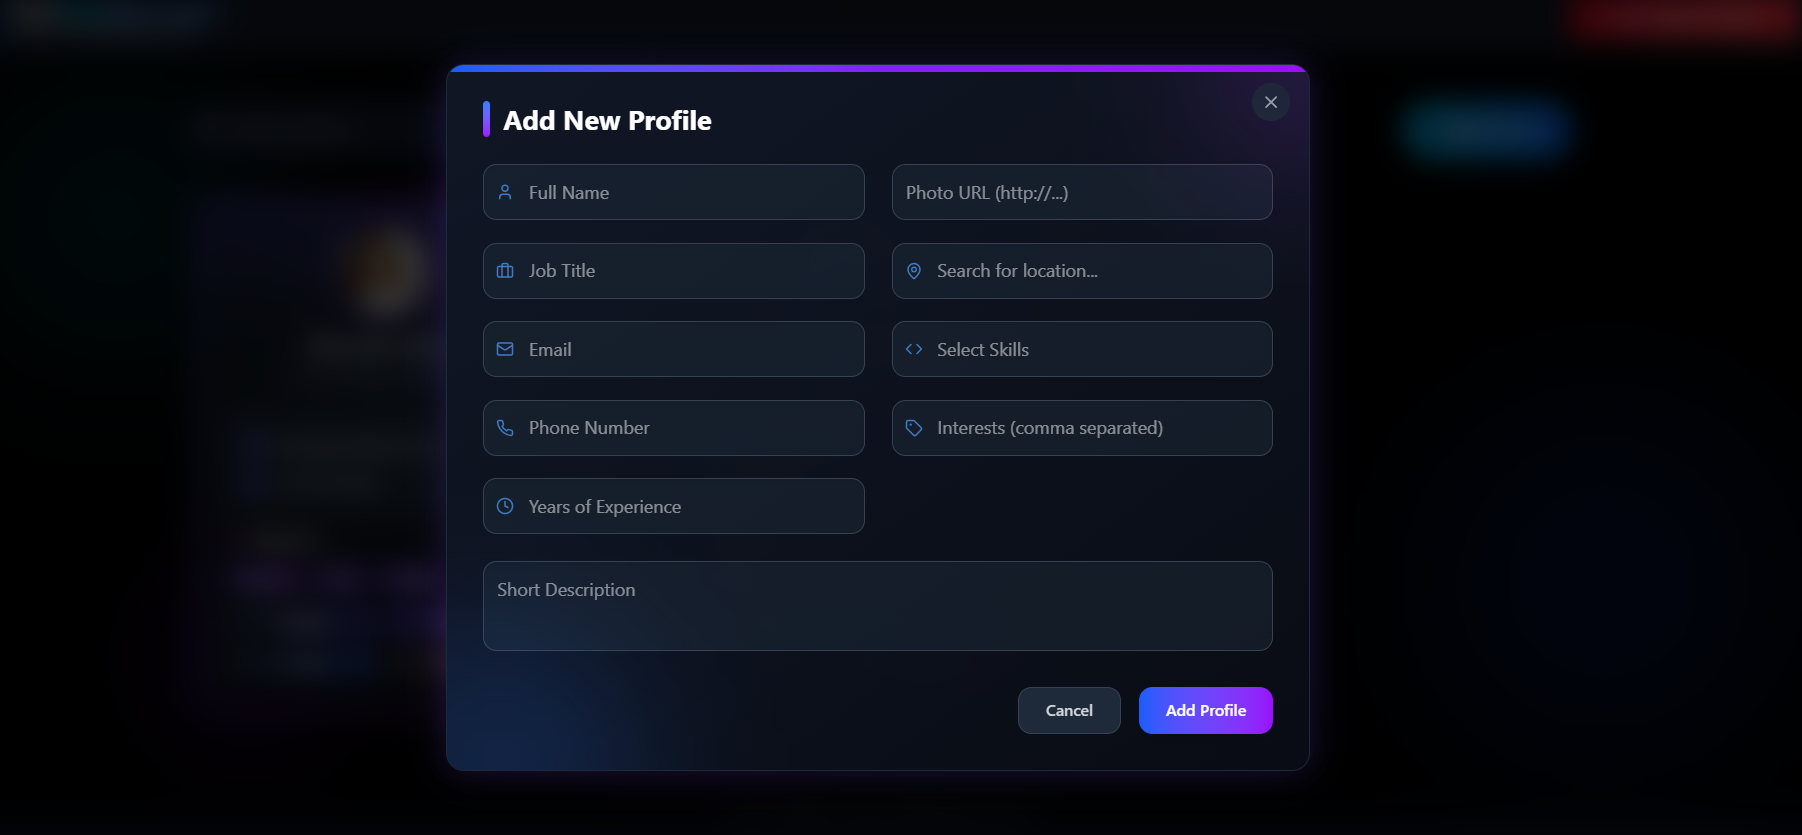 Add New Profile
Full Name
Photo URL (http://...)
Job Title
Search for location...
Email
Select Skills
Phone Number
Interests (comma separated)
Years of Experience
Short Description
Cancel
Add Profile